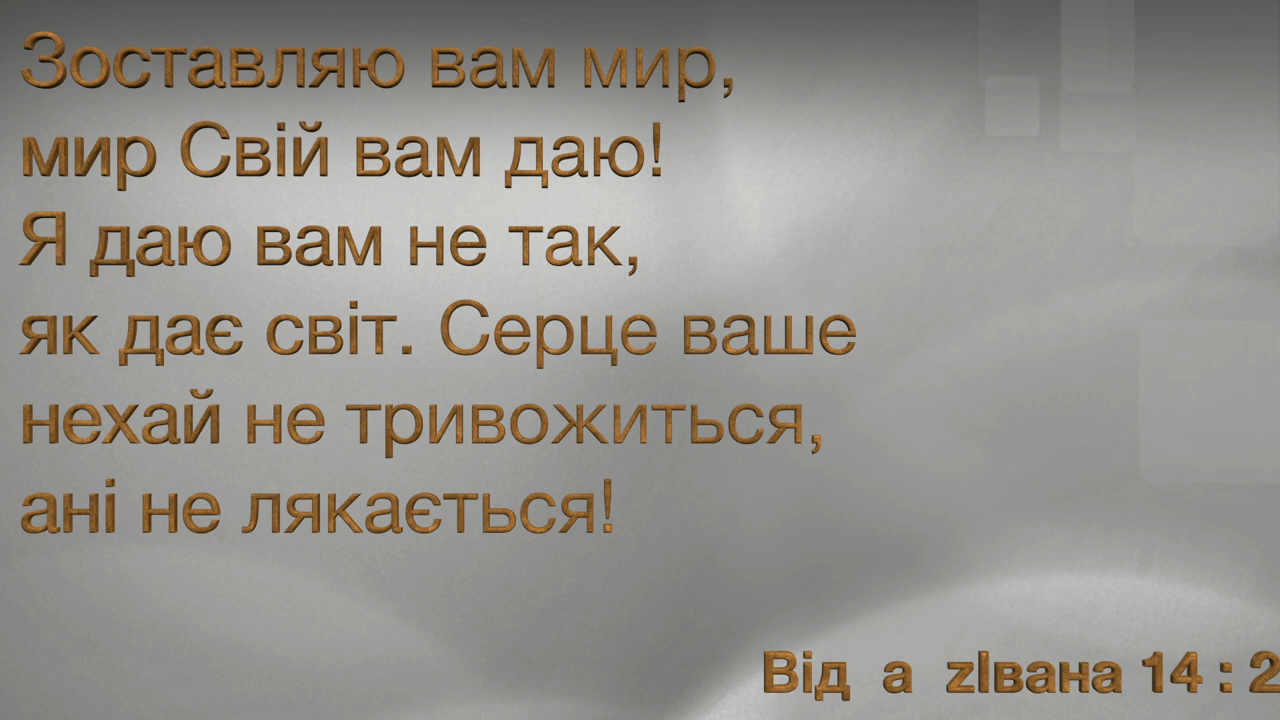 Зоставляю вам мир,
мир Свій вам даю!
Я даю вам не так,
як дає світ. Серце ваше
нехай не тривожиться,
ані не лякається!
Від а zІвана 14 : 2